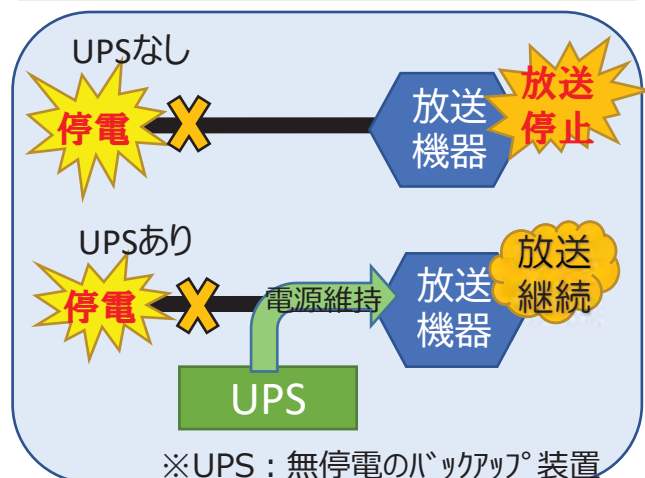 UPSなし
停電
放送
機器
放送
停止
UPSあり
停電
電源維持
放送
機器
放送
継続
UPS
※UPS：無停電のバックアップ装置